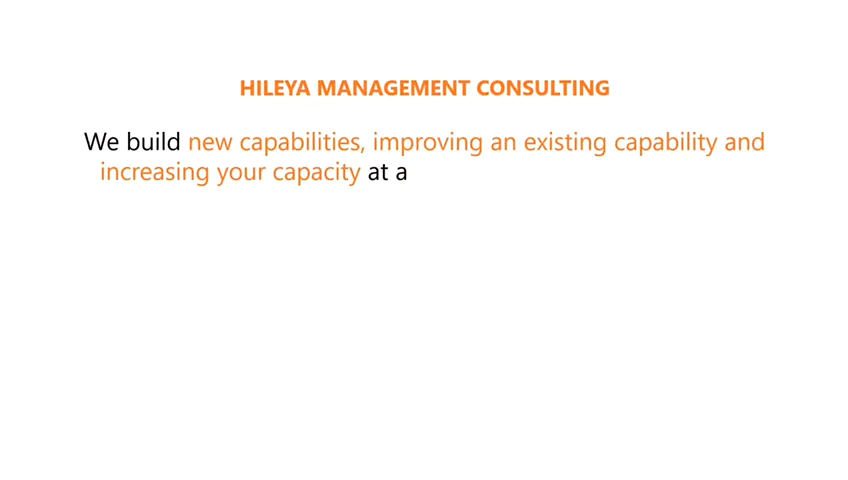 HILEYA MANAGEMENT CONSULTING
We build new capabilities, improving an existing capability and
increasing your capacity at a